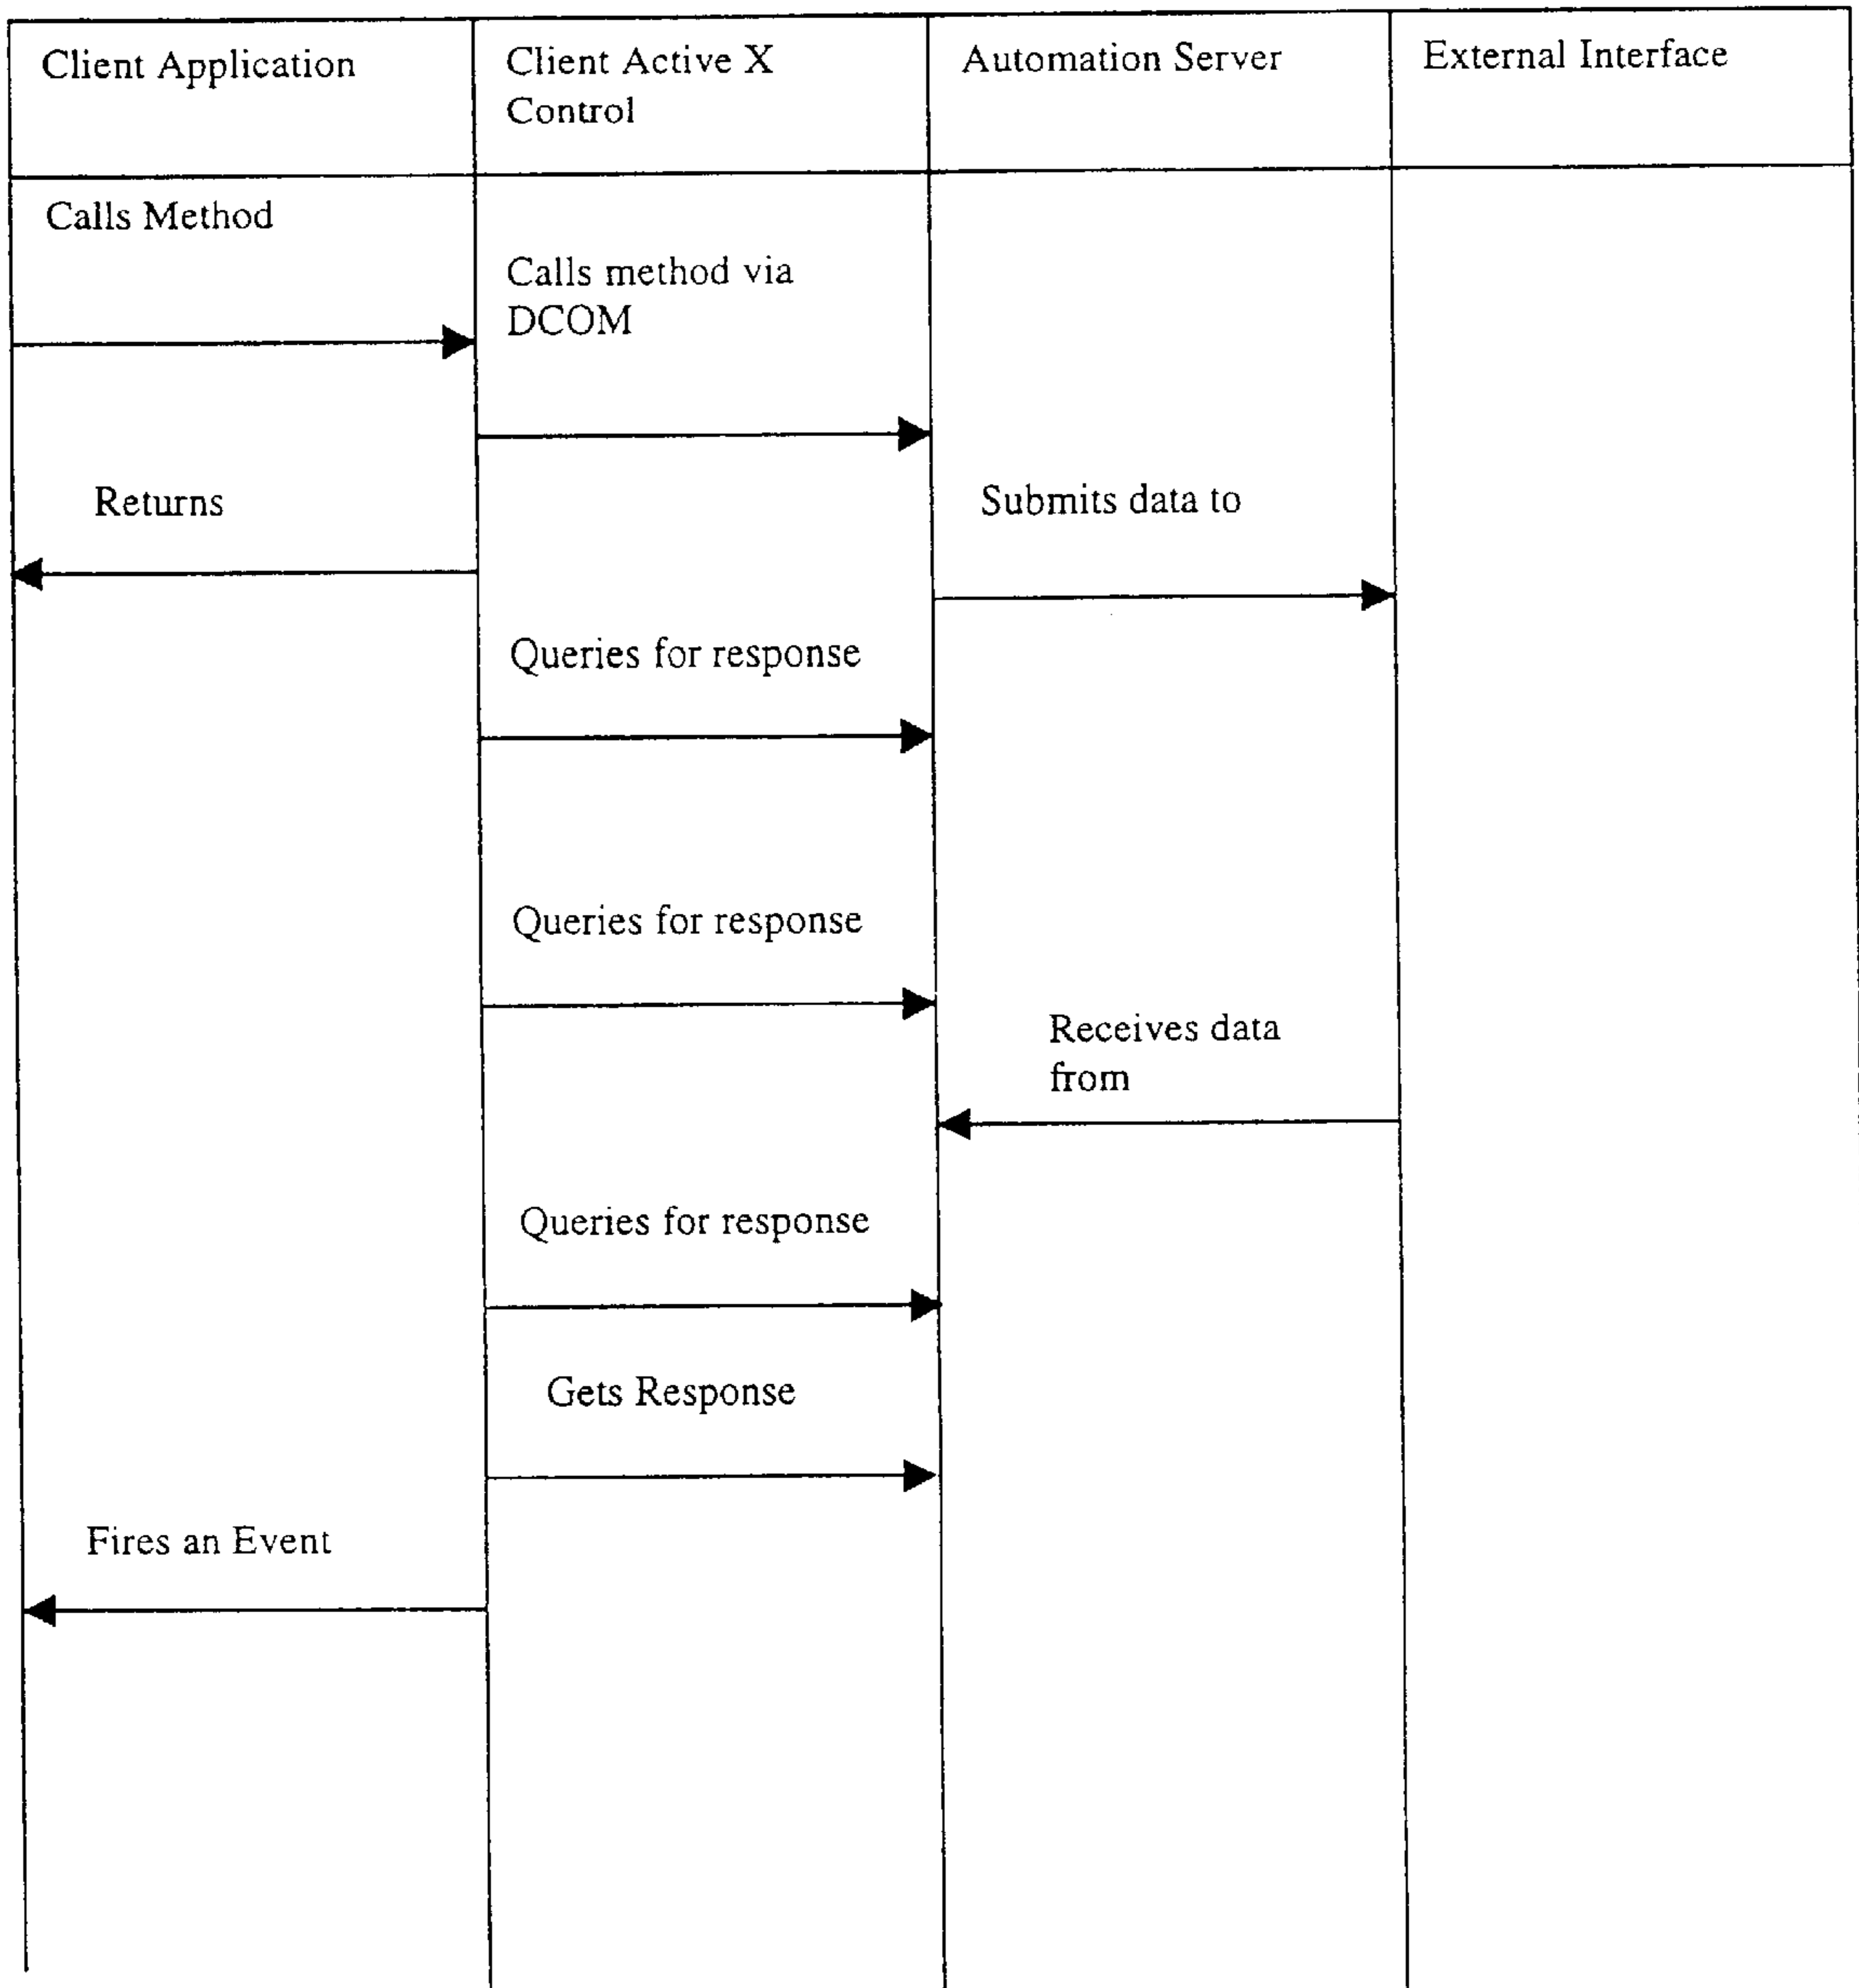 Client Application
Client Active X
Control
Automation Server
External Interface
Calls Method
Calls method via
DCOM
Returns
Submits data to
Queries for response
Queries for response
Receives data
from
Queries for response
Gets Response
Fires an Event